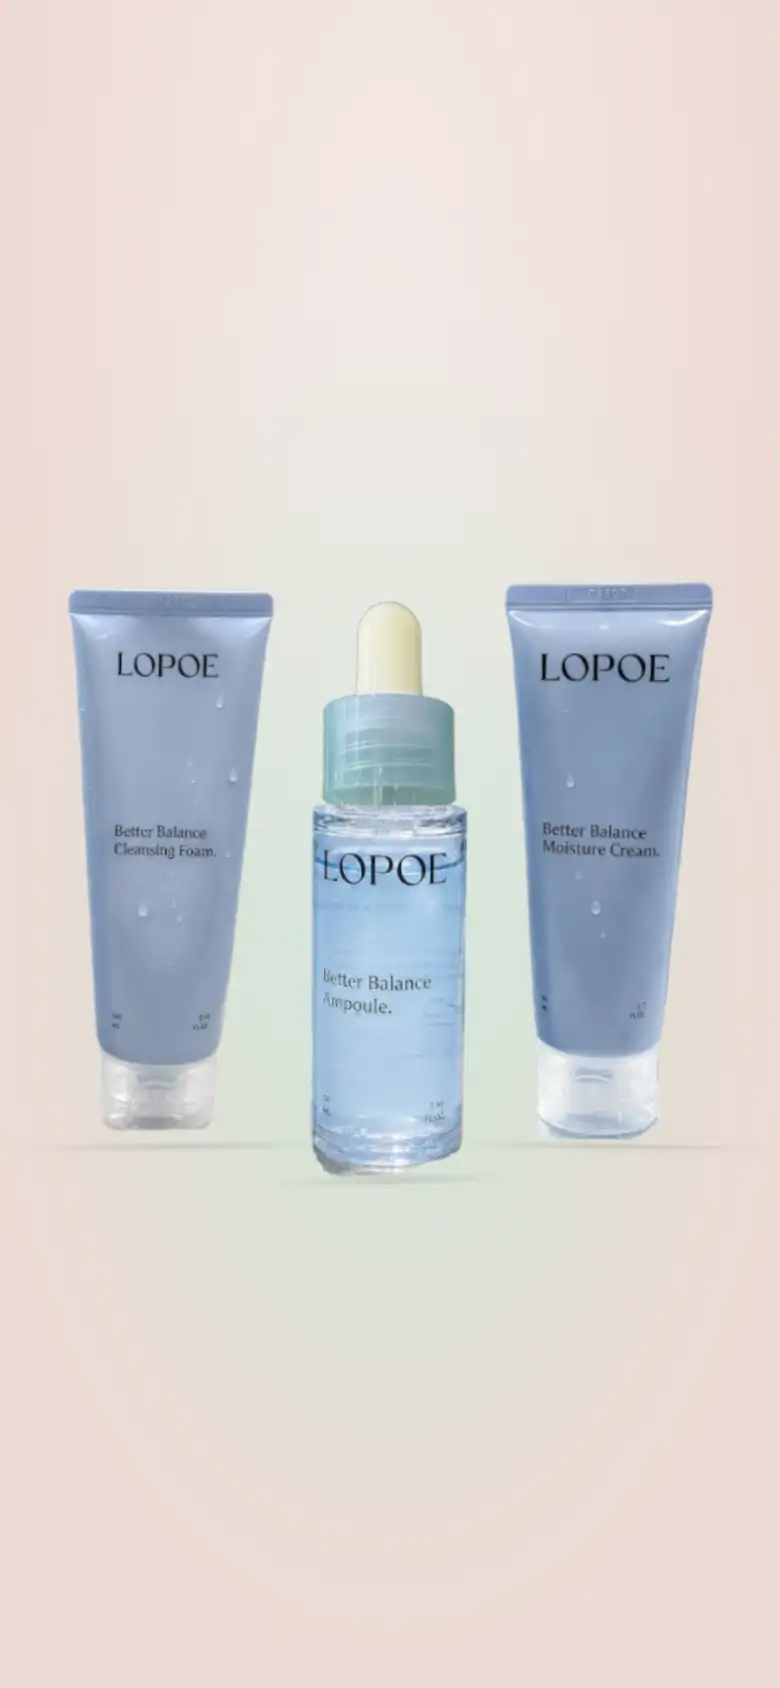 LOPOE
Better Balance
Cleansing Foam.
LOPOE
Better Balance
Ampoule.
LOPOE
Better Balance
Moisture Cream.